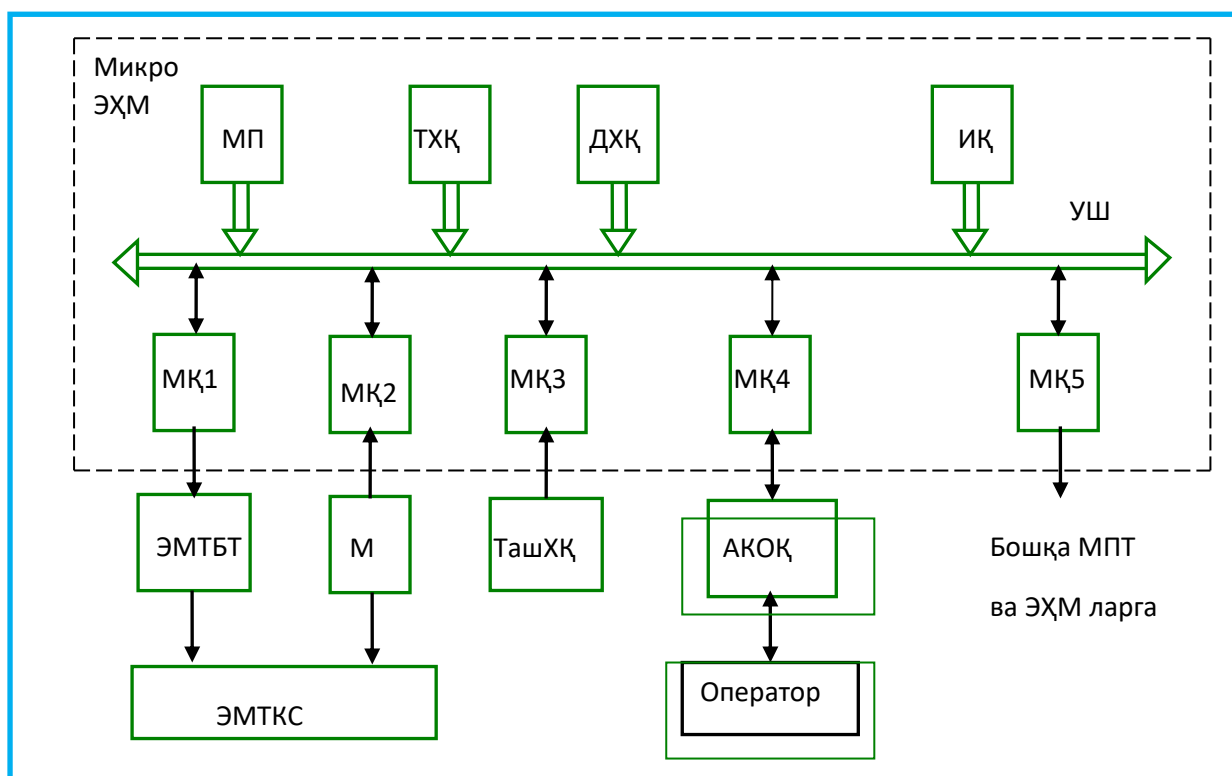 Микро
ЭҲМ
МП
ТХҚ
ДХҚ
ИҚ
УШ
МҚ1
МҚ2
МҚ3
МҚ4
МҚ5
ЭМТБТ
М
ТашХҚ
АКОҚ
Бошқа МПТ
ва ЭҲМ ларга
Оператор
ЭМТКС